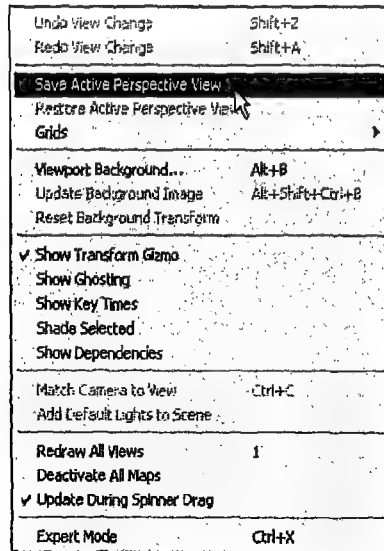 Undo View Change Shift+Z
Redo View Change Shift+A
Save Active Perspective View
Restore Active Perspective View
Grids
Viewport Background... Alt+B
Update Background Image Alt+Shift+Ctrl+B
Reset Background Transform
Show Transform Gizmo
Show Ghosting
Show Key Times
Shade Selected
Show Dependencies
Match Camera to View Ctrl+C
Add Default Lights to Scene
Redraw All Views 1
Deactivate All Maps
Update During Spinner Drag
Expert Mode Ctrl+X